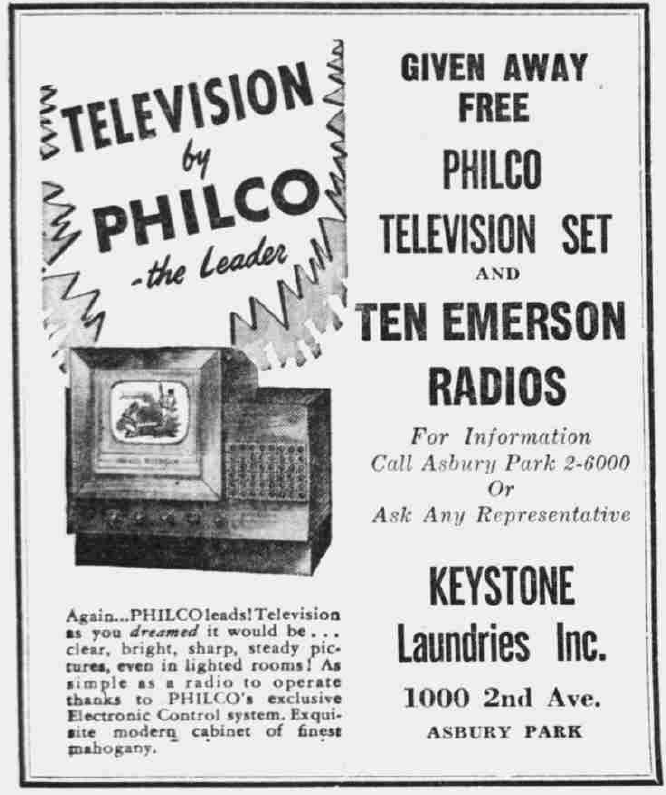 TELEVISION
by
PHILCO
- the Leader
Again...PHILCO leads! Television
as you dreamed it would be...
clear, bright, sharp, steady pic-
tures, even in lighted rooms! As
simple as a radio to operate
thanks to PHILCO's exclusive
Electronic Control system. Exqui-
site modern cabinet of finest
mahogany.
GIVEN AWAY
FREE
PHILCO
TELEVISION SET
AND
TEN EMERSON
RADIOS
For Information
Call Asbury Park 2-6000
Or
Ask Any Representative
KEYSTONE
Laundries Inc.
1000 2nd Ave.
ASBURY PARK